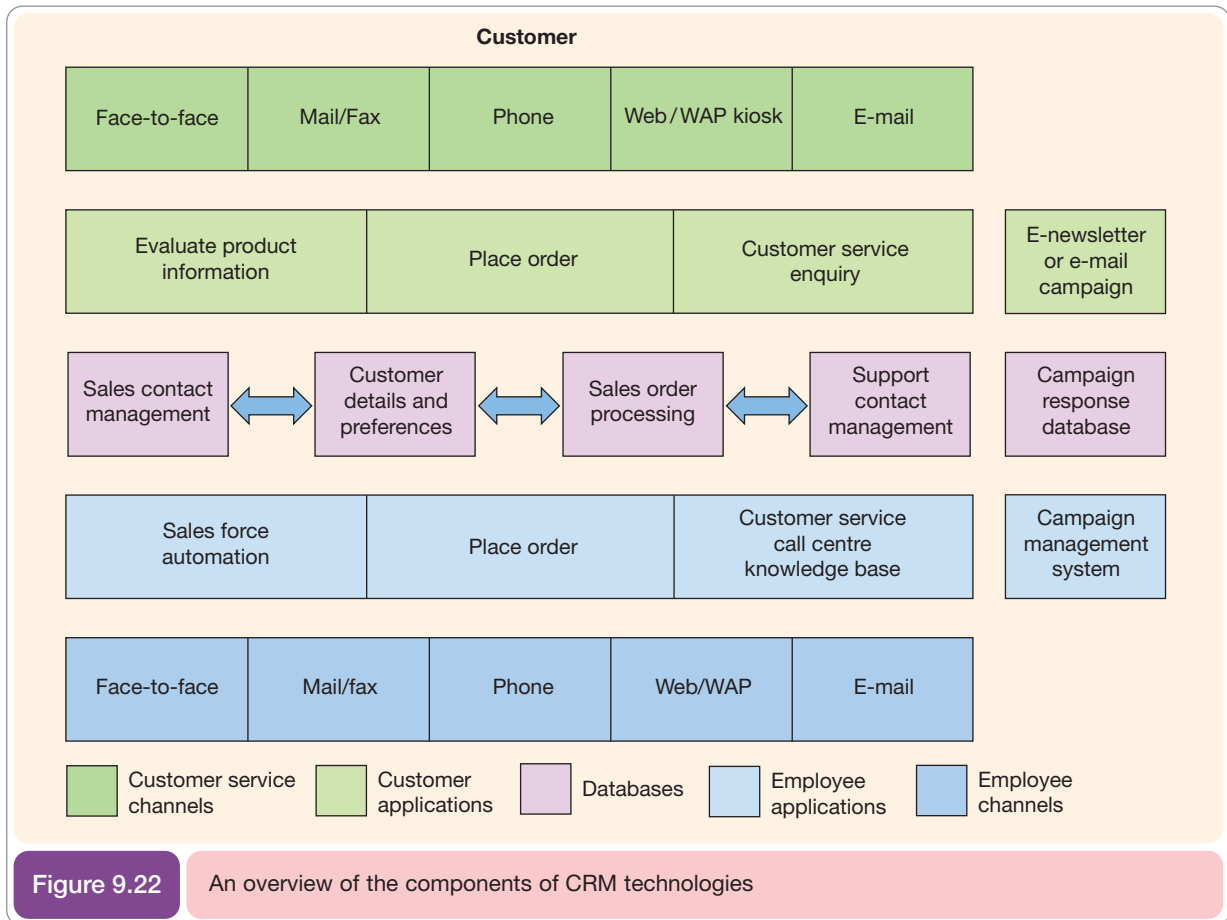 Customer
Face-to-face
Mail/Fax
Phone
Web/WAP kiosk
E-mail
Evaluate product
information
Place order
Customer service
enquiry
E-newsletter
or e-mail
campaign
Sales contact
management
Customer
details and
preferences
Sales order
processing
Support
contact
management
Campaign
response
database
Sales force
automation
Place order
Customer service
call centre
knowledge base
Campaign
management
system
Face-to-face
Mail/fax
Phone
Web/WAP
E-mail
Customer service
channels
Customer
applications
Databases
Employee
applications
Employee
channels
Figure 9.22
An overview of the components of CRM technologies